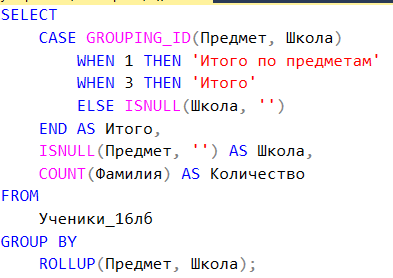 SELECT
CASE GROUPING_ID(Предмет, Школа)
WHEN 1 THEN 'Итого по предметам'
WHEN 3 THEN 'Итого'
ELSE ISNULL(Школа, '')
END AS Итого,
ISNULL(Предмет, '') AS Школа,
COUNT(Фамилия) AS Количество
FROM
Ученики_16лб
GROUP BY
ROLLUP(Предмет, Школа);